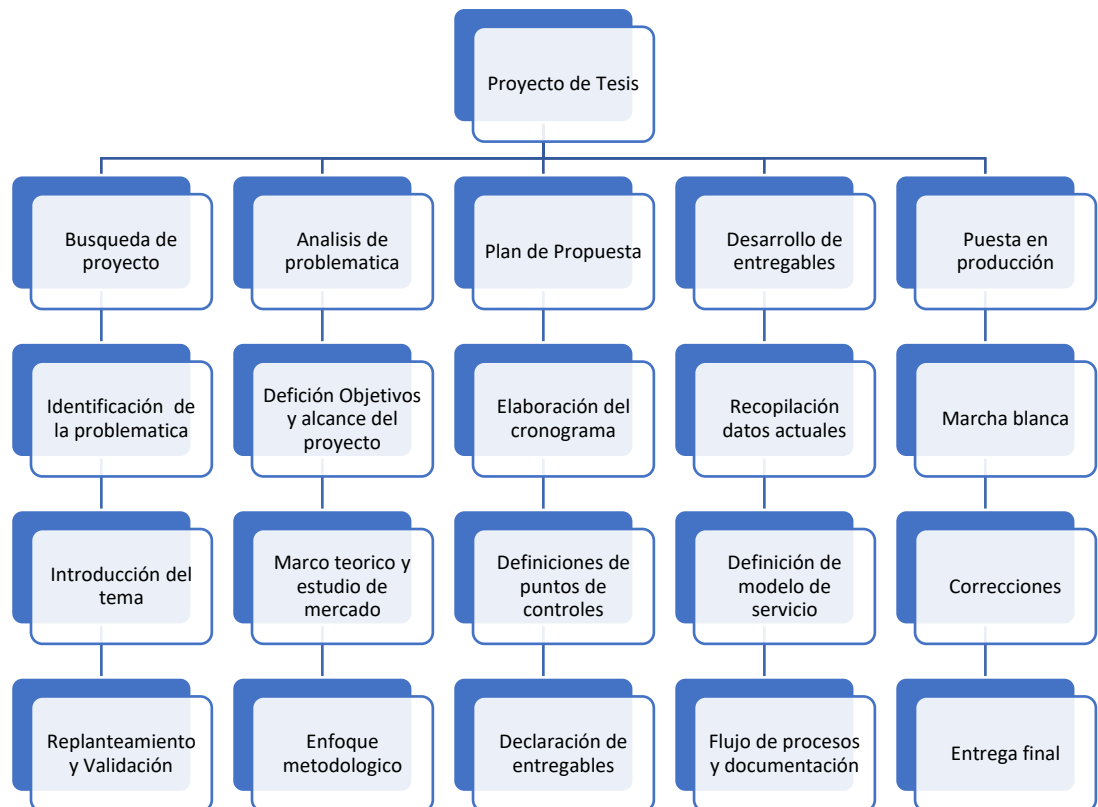 Proyecto de Tesis
Busqueda de
proyecto
Analisis de
problematica
Plan de Propuesta
Desarrollo de
entregables
Puesta en
producción
Identificación de
la problematica
Defición Objetivos
y alcance del
proyecto
Elaboración del
cronograma
Recopilación
datos actuales
Marcha blanca
Introducción del
tema
Marco teorico y
estudio de
mercado
Definiciones de
puntos de
controles
Definición de
modelo de
servicio
Correcciones
Replanteamiento
y Validación
Enfoque
metodologico
Declaración de
entregables
Flujo de procesos
y documentación
Entrega final